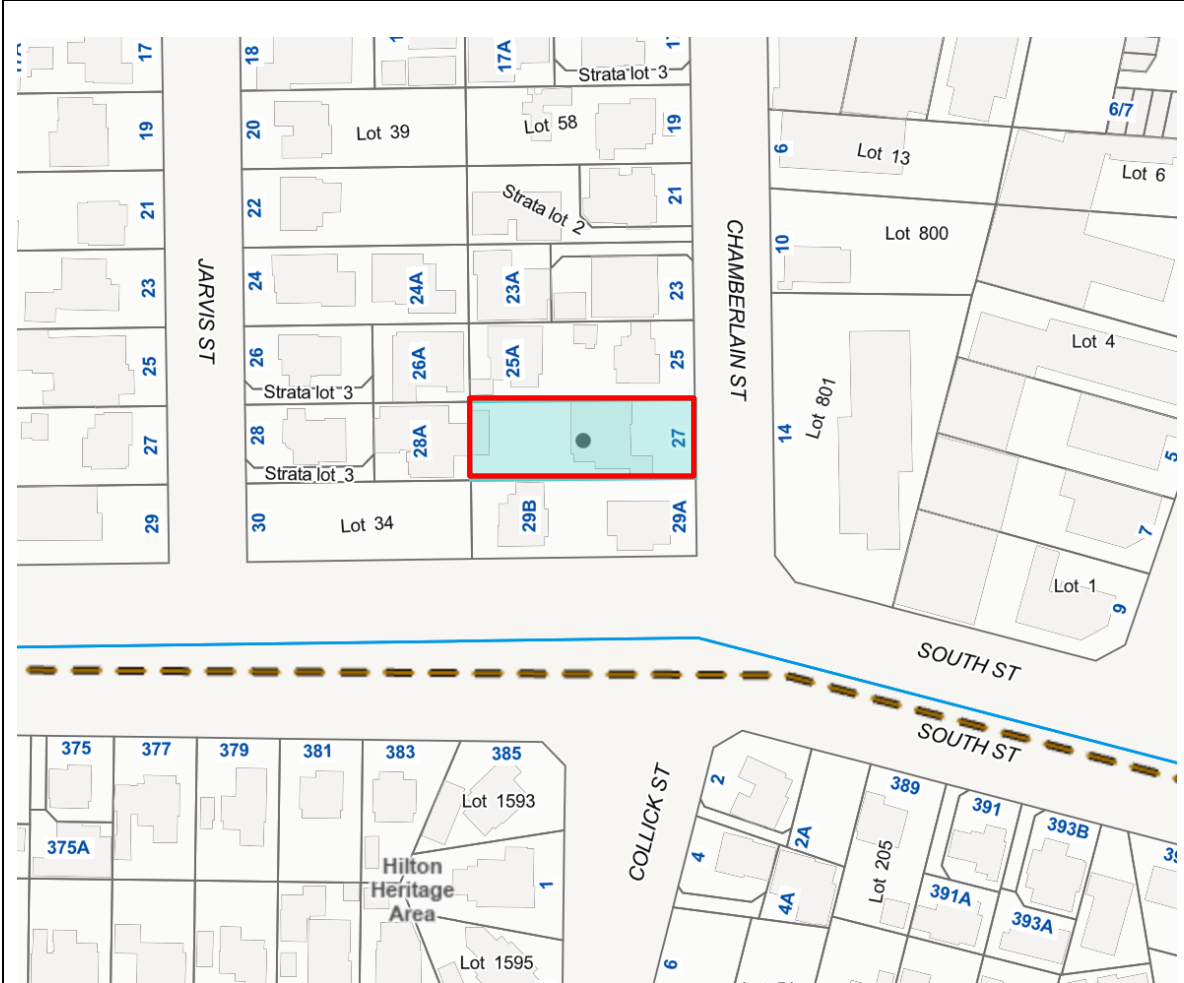 17
18
17A
Strata lot 3
6/7
19
20
Lot 39
Lot 58
19
6
Lot 13
Lot 6
21
22
Strata lot 2
21
10
Lot 800
CHAMBERLAIN ST
JARVIS ST
23
24
24A
23A
23
Lot 4
25
26
26A
25A
25
Strata lot 3
Lot 801
14
27
28
28A
27
5
Strata lot 3
29
30
Lot 34
29B
29A
7
Lot 1
9
SOUTH ST
SOUTH ST
375
377
379
381
383
385
2
389
391
393B
Lot 1593
COLLICK ST
2A
375A
4
Lot 205
Hilton
Heritage
Area
1
4A
391A
393A
Lot 1595
6